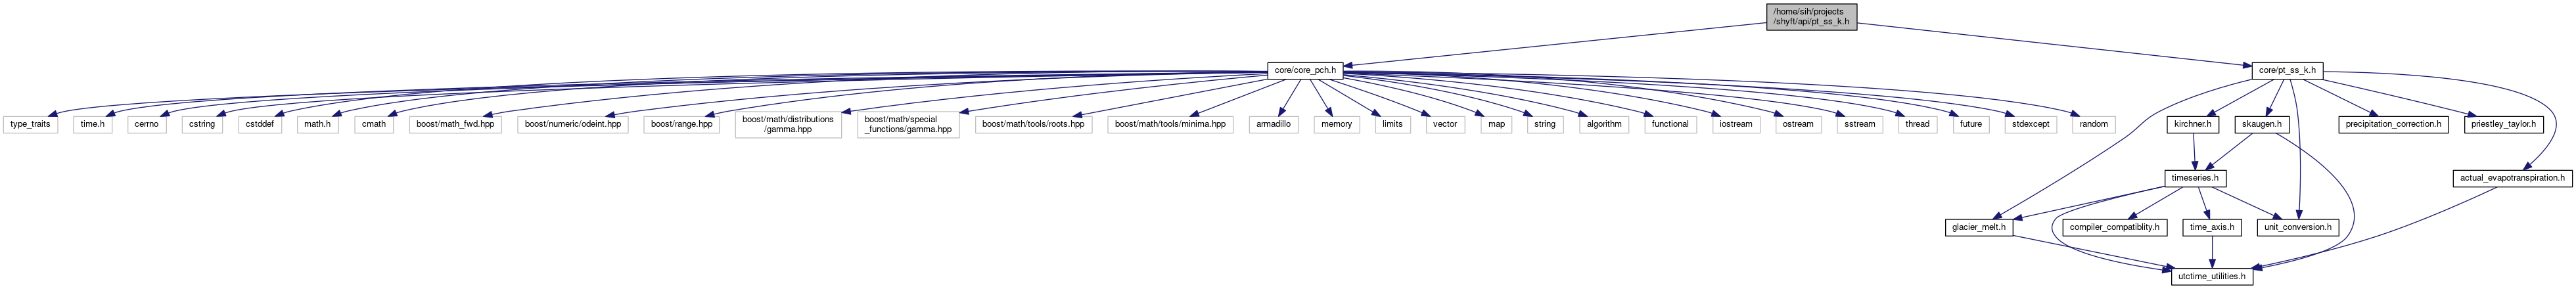 /home/sih/projects
/shyft/api/pt_ss_k.h
core/core_pch.h
core/pt_ss_k.h
type_traits
time.h
cerrno
cstring
cstddef
math.h
cmath
boost/math_fwd.hpp
boost/numeric/odeint.hpp
boost/range.hpp
boost/math/distributions
/gamma.hpp
boost/math/special
_functions/gamma.hpp
boost/math/tools/roots.hpp
boost/math/tools/minima.hpp
armadillo
memory
limits
vector
map
string
algorithm
functional
iostream
ostream
sstream
thread
future
stdexcept
random
kirchner.h
skaugen.h
precipitation_correction.h
priestley_taylor.h
timeseries.h
actual_evapotranspiration.h
glacier_melt.h
compiler_compatiblity.h
time_axis.h
unit_conversion.h
utctime_utilities.h